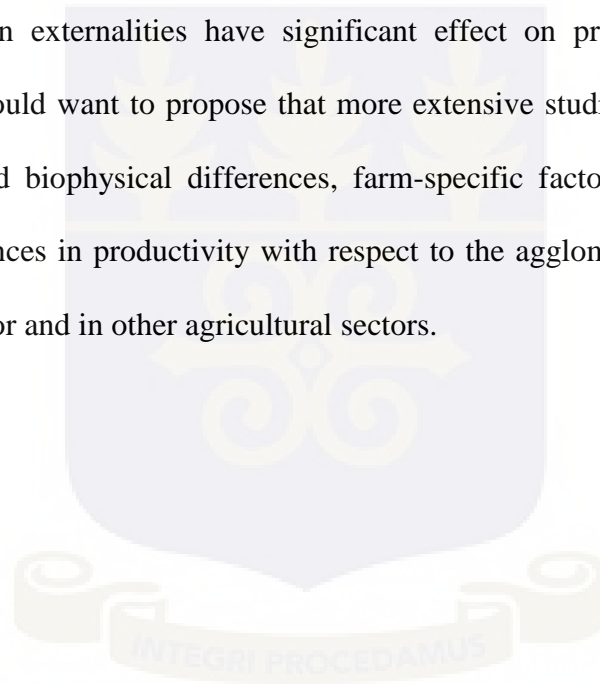 n externalities have significant effect on pr
ould want to propose that more extensive stud
d biophysical differences, farm-specific facto
nces in productivity with respect to the agglon
or and in other agricultural sectors.
INTEGRI PROCEDAMUS